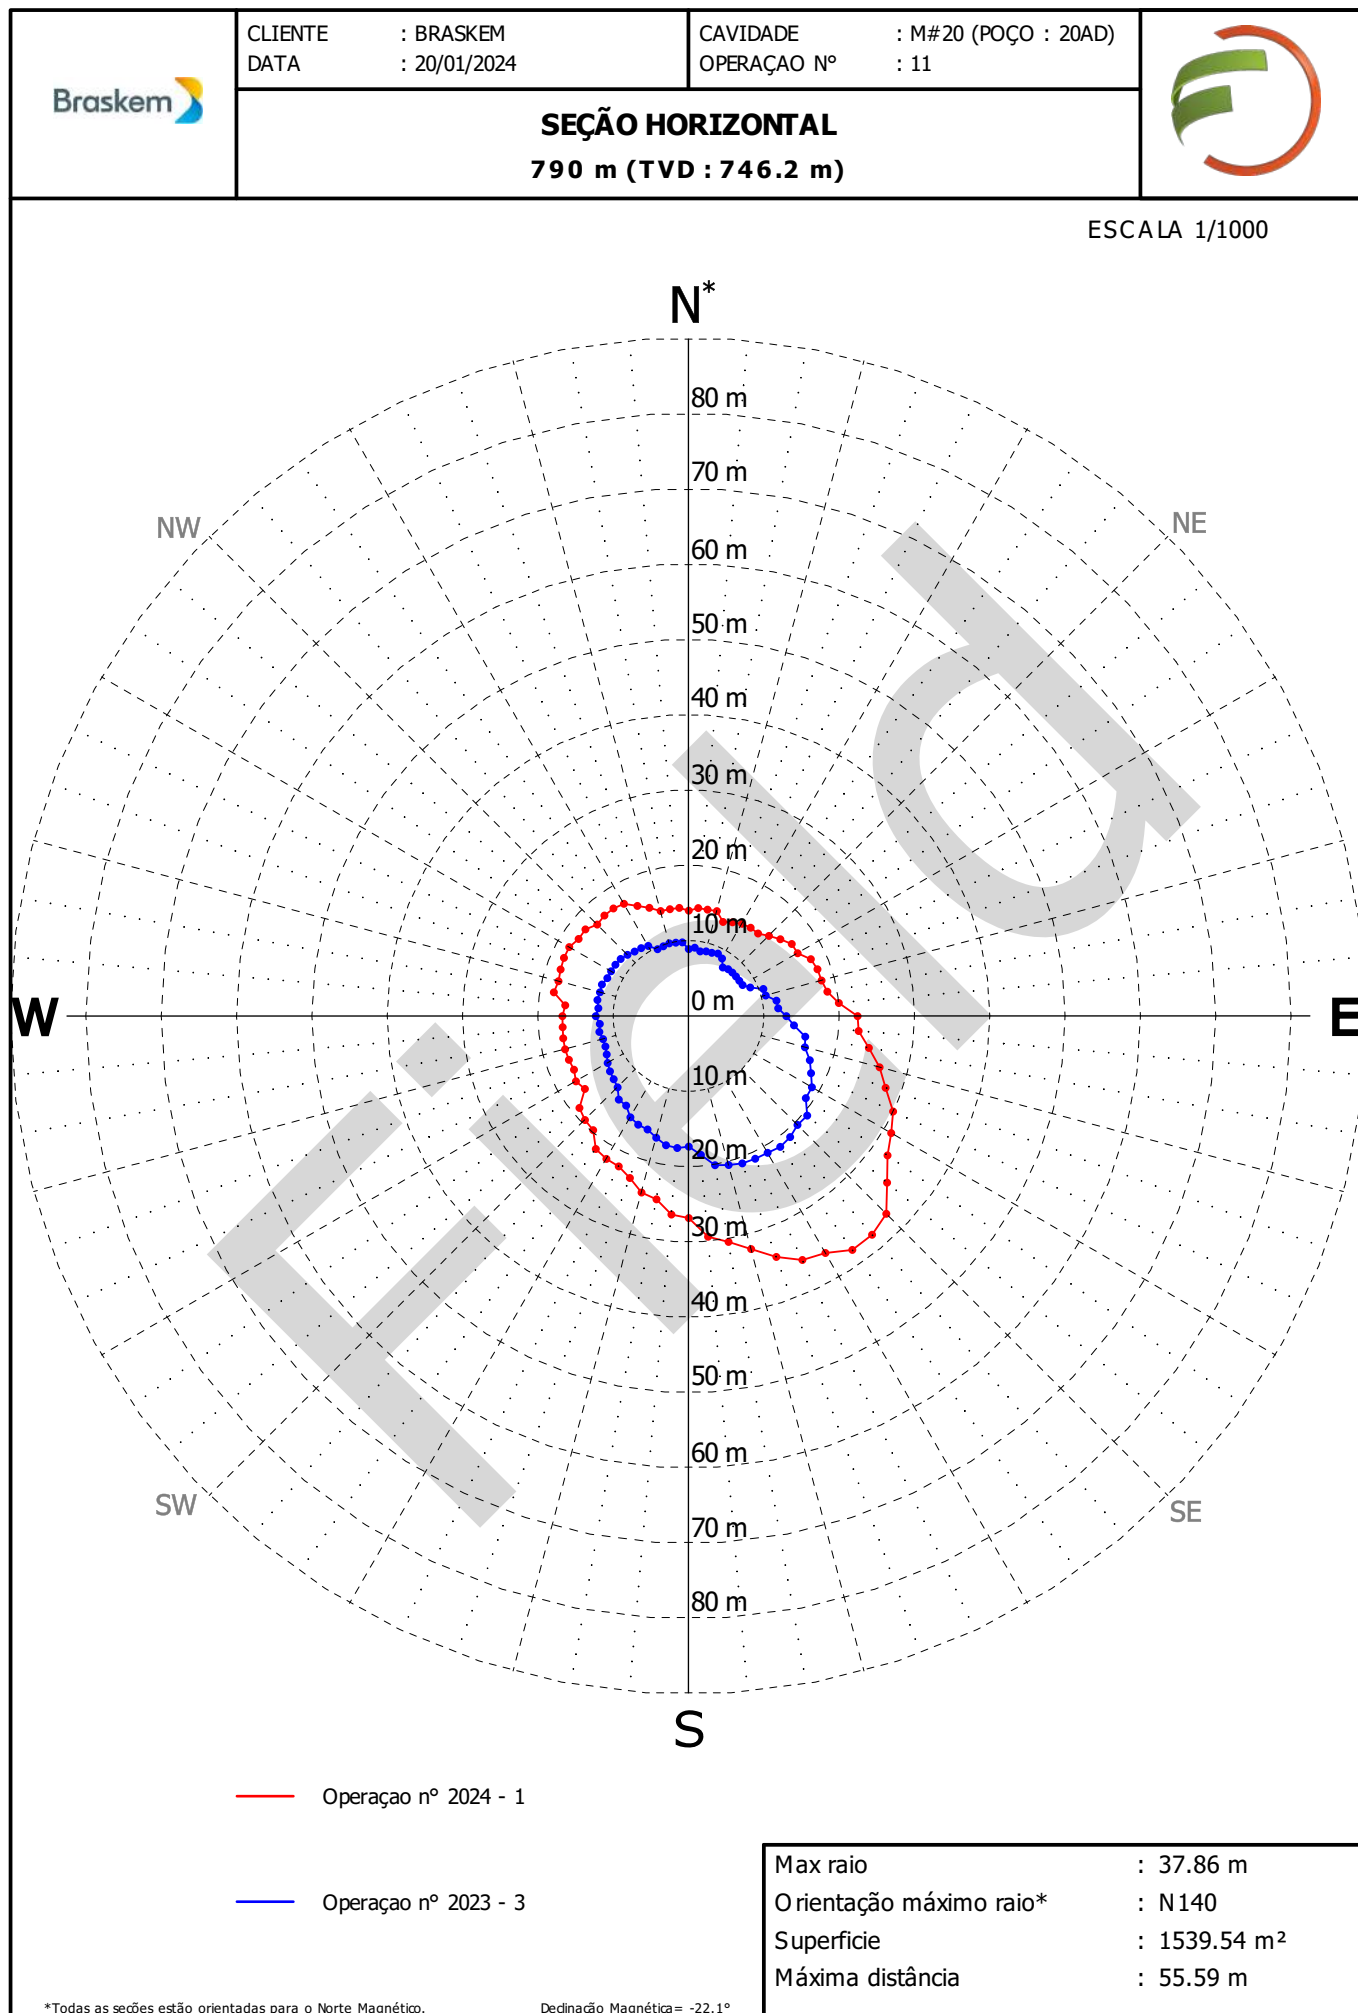 Braskem
CLIENTE : BRASKEM
DATA : 20/01/2024
CAVIDADE : M#20 (POÇO : 20AD)
OPERAÇAO N° : 11
SEÇÃO HORIZONTAL
790 m (TVD : 746.2 m)
ESCALA 1/1000
N*
80 m
70 m
NW
NE
60 m
50 m
40 m
30 m
20 m
10 m
0 m
W
E
10 m
20 m
30 m
40 m
50 m
60 m
SW
SE
70 m
80 m
S
Field
Operaçao n° 2024 - 1
Operaçao n° 2023 - 3
Max raio : 37.86 m
Orientação máximo raio* : N140
Superficie : 1539.54 m²
Máxima distância : 55.59 m
*Todas as seções estão orientadas para o Norte Magnético.
Declinação Magnética= -22.1°